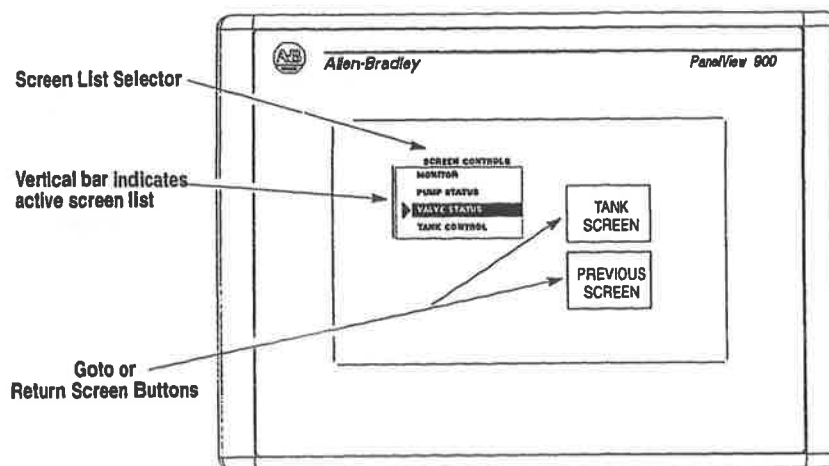 A-B
Allen-Bradley
PanelView 900
Screen List Selector
SCREEN CONTROLS
MONITOR
PUMP STATUS
VALVE STATUS
TANK CONTROL
Vertical bar indicates
active screen list
TANK
SCREEN
PREVIOUS
SCREEN
Goto or
Return Screen Buttons